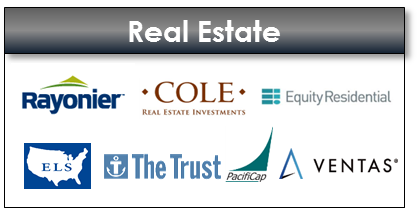 Real Estate
Rayonier
• COLE •
REAL ESTATE INVESTMENTS
Equity Residential
ELS
The Trust
PacifiCap
VENTAS®